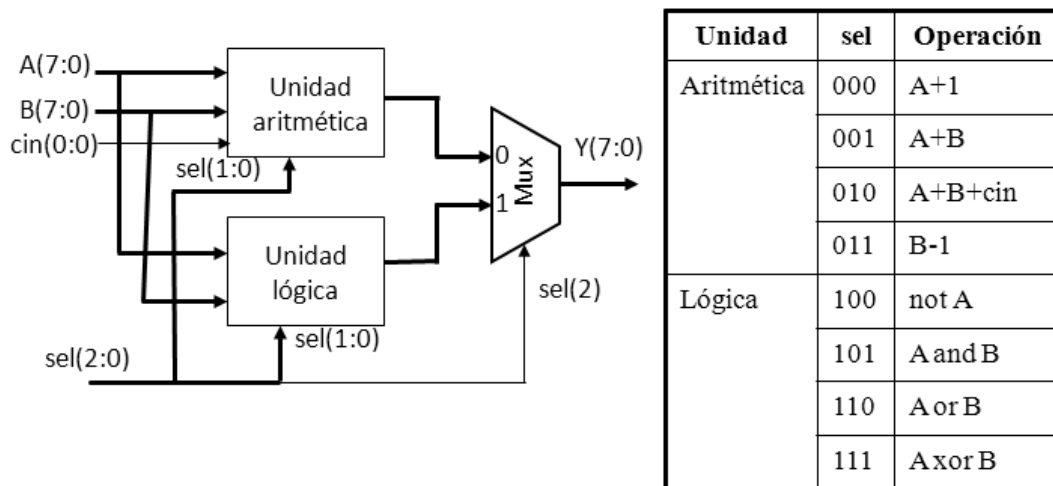 A(7:0)
B(7:0)
cin(0:0)
Unidad
aritmética
sel(1:0)
Unidad
lógica
sel(1:0)
sel(2:0)
0
1
Mux
Y(7:0)
sel(2)
Unidad sel Operación
Aritmética 000 A+1
001 A+B
010 A+B+cin
011 B-1
Lógica 100 not A
101 A and B
110 A or B
111 A xor B